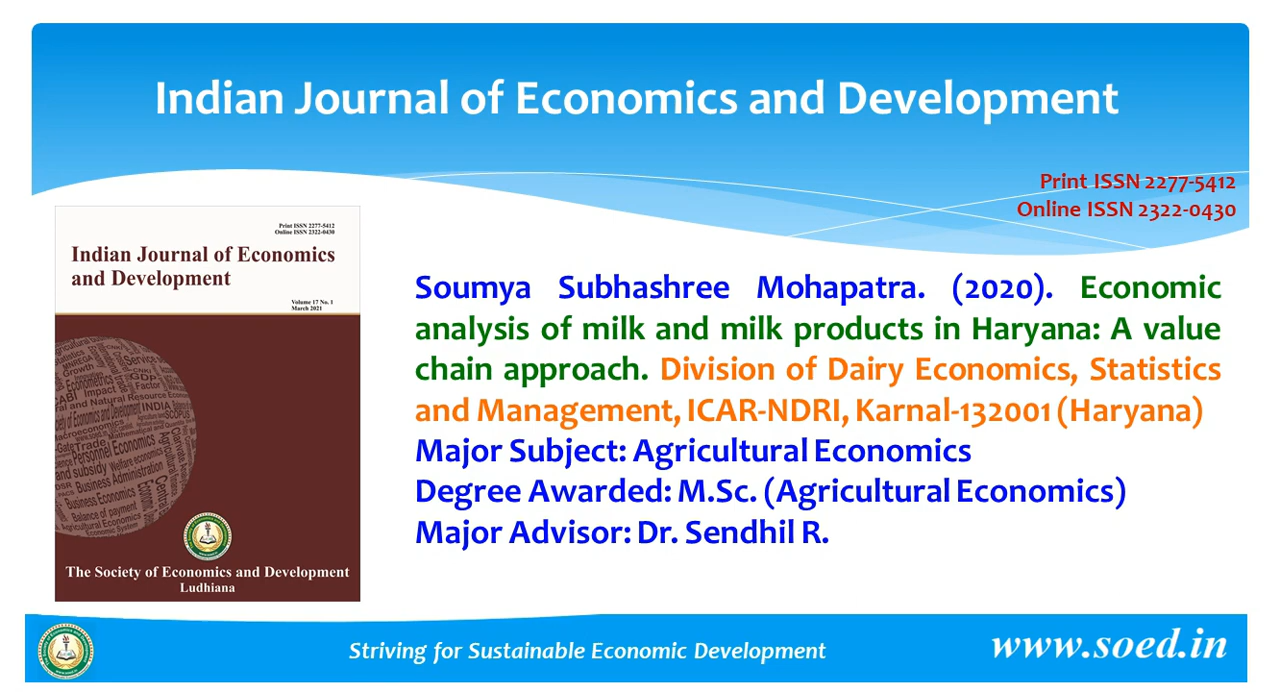 Indian Journal of Economics and Development
Print ISSN 2277-5412
Online ISSN 2322-0430
Print ISSN 2277-5412
Online ISSN 2322-0430
Indian Journal of Economics
and Development
Volume 17 No. 1
March 2021
The Society of Economics and Development
Ludhiana
Soumya Subhashree Mohapatra. (2020). Economic
analysis of milk and milk products in Haryana: A value
chain approach. Division of Dairy Economics, Statistics
and Management, ICAR-NDRI, Karnal-132001 (Haryana)
Major Subject: Agricultural Economics
Degree Awarded: M.Sc. (Agricultural Economics)
Major Advisor: Dr. Sendhil R.
Striving for Sustainable Economic Development
www.soed.in